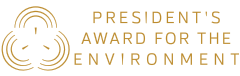 PRESIDENT'S
AWARD FOR THE
ENVIRONMENT